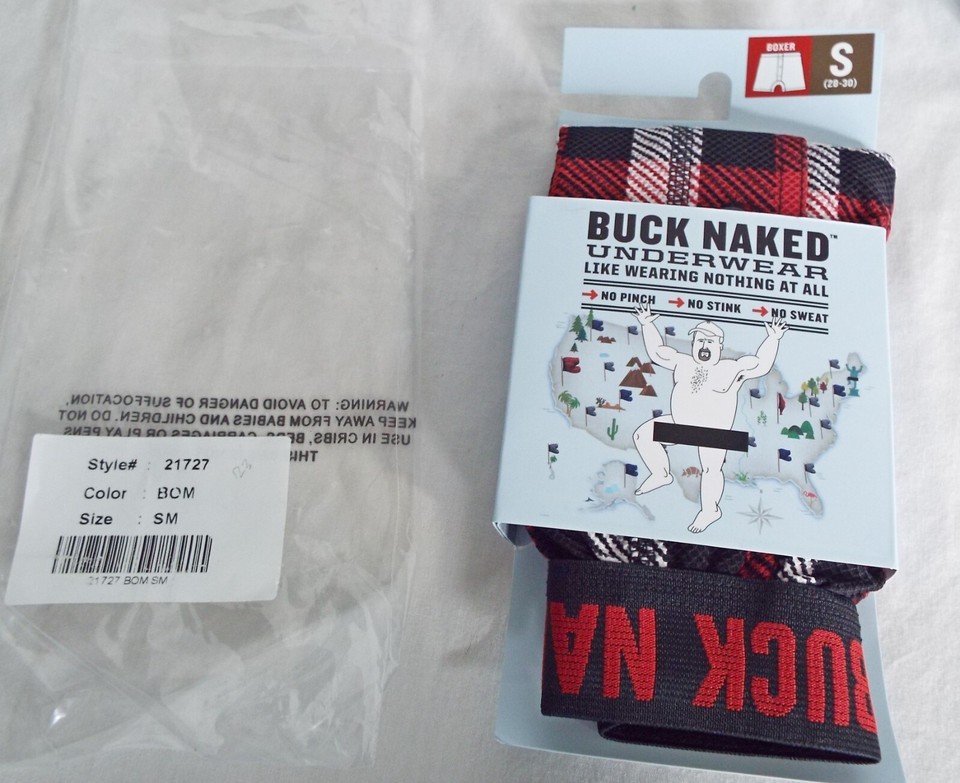 WARNING: TO AVOID DANGER OF SUFFOCATION,
KEEP AWAY FROM BABIES AND CHILDREN. DO NOT
USE IN CRIBS, BEDS, CARRIAGES OR PLAY PENS
Style# : 21727
Color : BOM
Size : SM
21727 BOM SM
BOXER
S
(28-30)
BUCK NAKED™
UNDERWEAR
LIKE WEARING NOTHING AT ALL
NO PINCH NO STINK NO SWEAT
BUCK NA